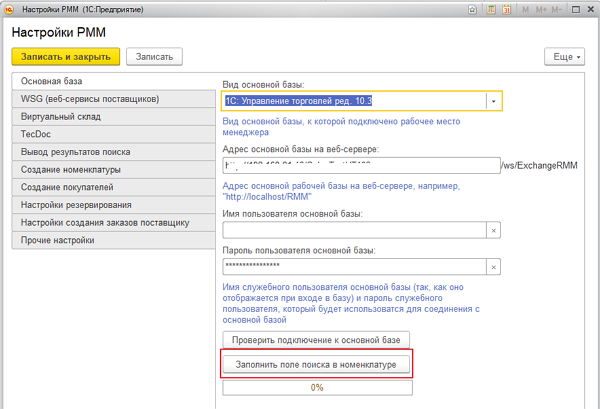 Настройки РММ (1С:Предприятие)
M M+ M-
Настройки РММ
Записать и закрыть
Записать
Еще
Основная база
WSG (веб-сервисы поставщиков)
Виртуальный склад
TecDoc
Вывод результатов поиска
Создание номенклатуры
Создание покупателей
Настройки резервирования
Настройки создания заказов поставщику
Прочие настройки
Вид основной базы:
1С: Управление торговлей ред. 10.3
Вид основной базы, к которой подключено рабочее место
менеджера
Адрес основной базы на веб-сервере:
/ws/ExchangeRMM
Адрес основной рабочей базы на веб-сервере, например,
"http://localhost/RMM"
Имя пользователя основной базы:
Пароль пользователя основной базы:
****************
Имя служебного пользователя основной базы (так, как оно
отображается при входе в базу) и пароль служебного
пользователя, который будет использоватся для соединения с
основной базой
Проверить подключение к основной базе
Заполнить поле поиска в номенклатуре
0%